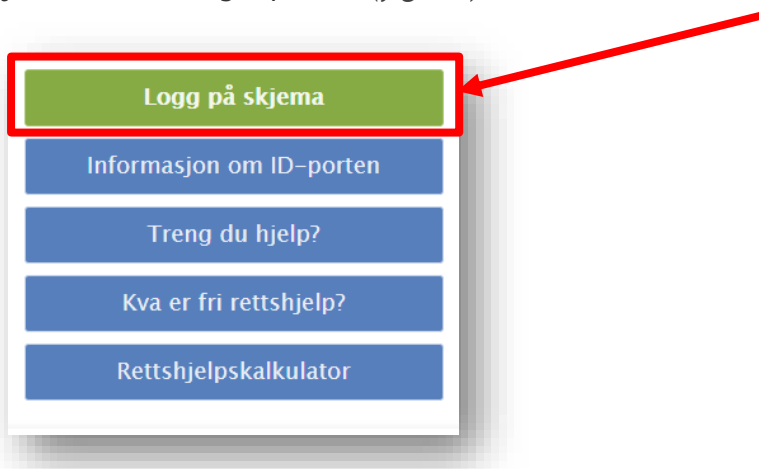 Logg på skjema
Informasjon om ID-porten
Treng du hjelp?
Kva er fri rettshjelp?
Rettshjelpskalkulator